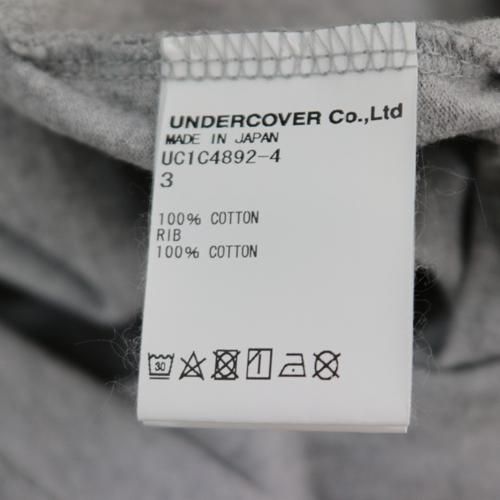 UNDERCOVER Co.,Ltd
MADE IN JAPAN
UC1C4892-4
3
100% COTTON
RIB
100% COTTON
30